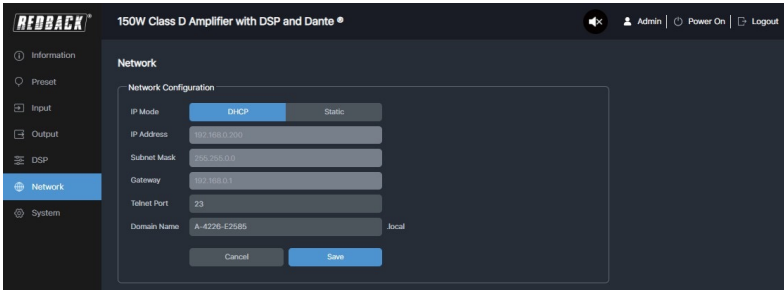 REDBACK®
150W Class D Amplifier with DSP and Dante ®
Admin
Power On
Logout
Information
Preset
Input
Output
DSP
Network
System
Network
Network Configuration
IP Mode DHCP Static
IP Address 192.168.0.200
Subnet Mask 255.255.0.0
Gateway 192.168.0.1
Telnet Port 23
Domain Name A-4226-E2585 .local
Cancel Save